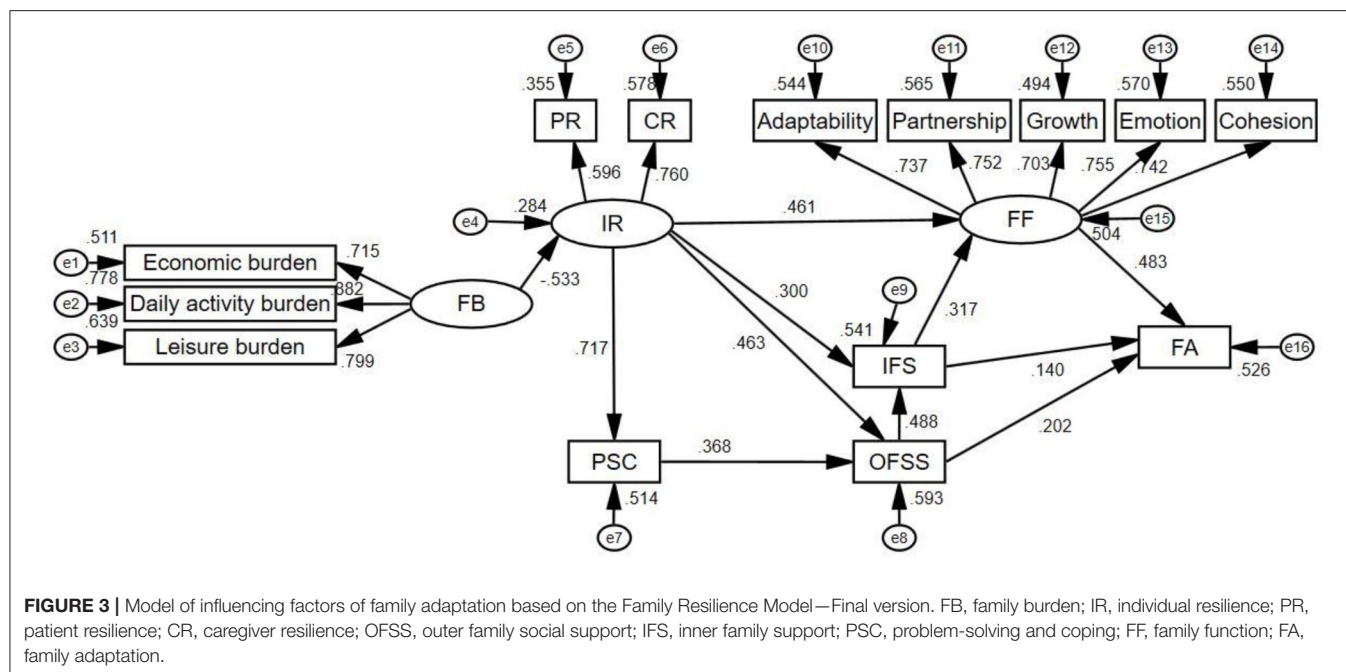 e5
e6
e10
e11
e12
e13
e14
.355
.578
.544
.565
.494
.570
.550
PR
CR
Adaptability
Partnership
Growth
Emotion
Cohesion
.596
.760
.737
.752
.703
.755
.742
e4
.284
IR
.461
FF
e15
.504
.511
e1
Economic burden
.715
.778
e2
Daily activity burden
.882
FB
-.533
.639
e3
Leisure burden
.799
.300
e9
.317
.483
.541
.717
.463
IFS
.140
FA
e16
.526
.488
.202
PSC
.368
OFSS
.514
.593
e7
e8
FIGURE 3 | Model of influencing factors of family adaptation based on the Family Resilience Model—Final version. FB, family burden; IR, individual resilience; PR,
patient resilience; CR, caregiver resilience; OFSS, outer family social support; IFS, inner family support; PSC, problem-solving and coping; FF, family function; FA,
family adaptation.